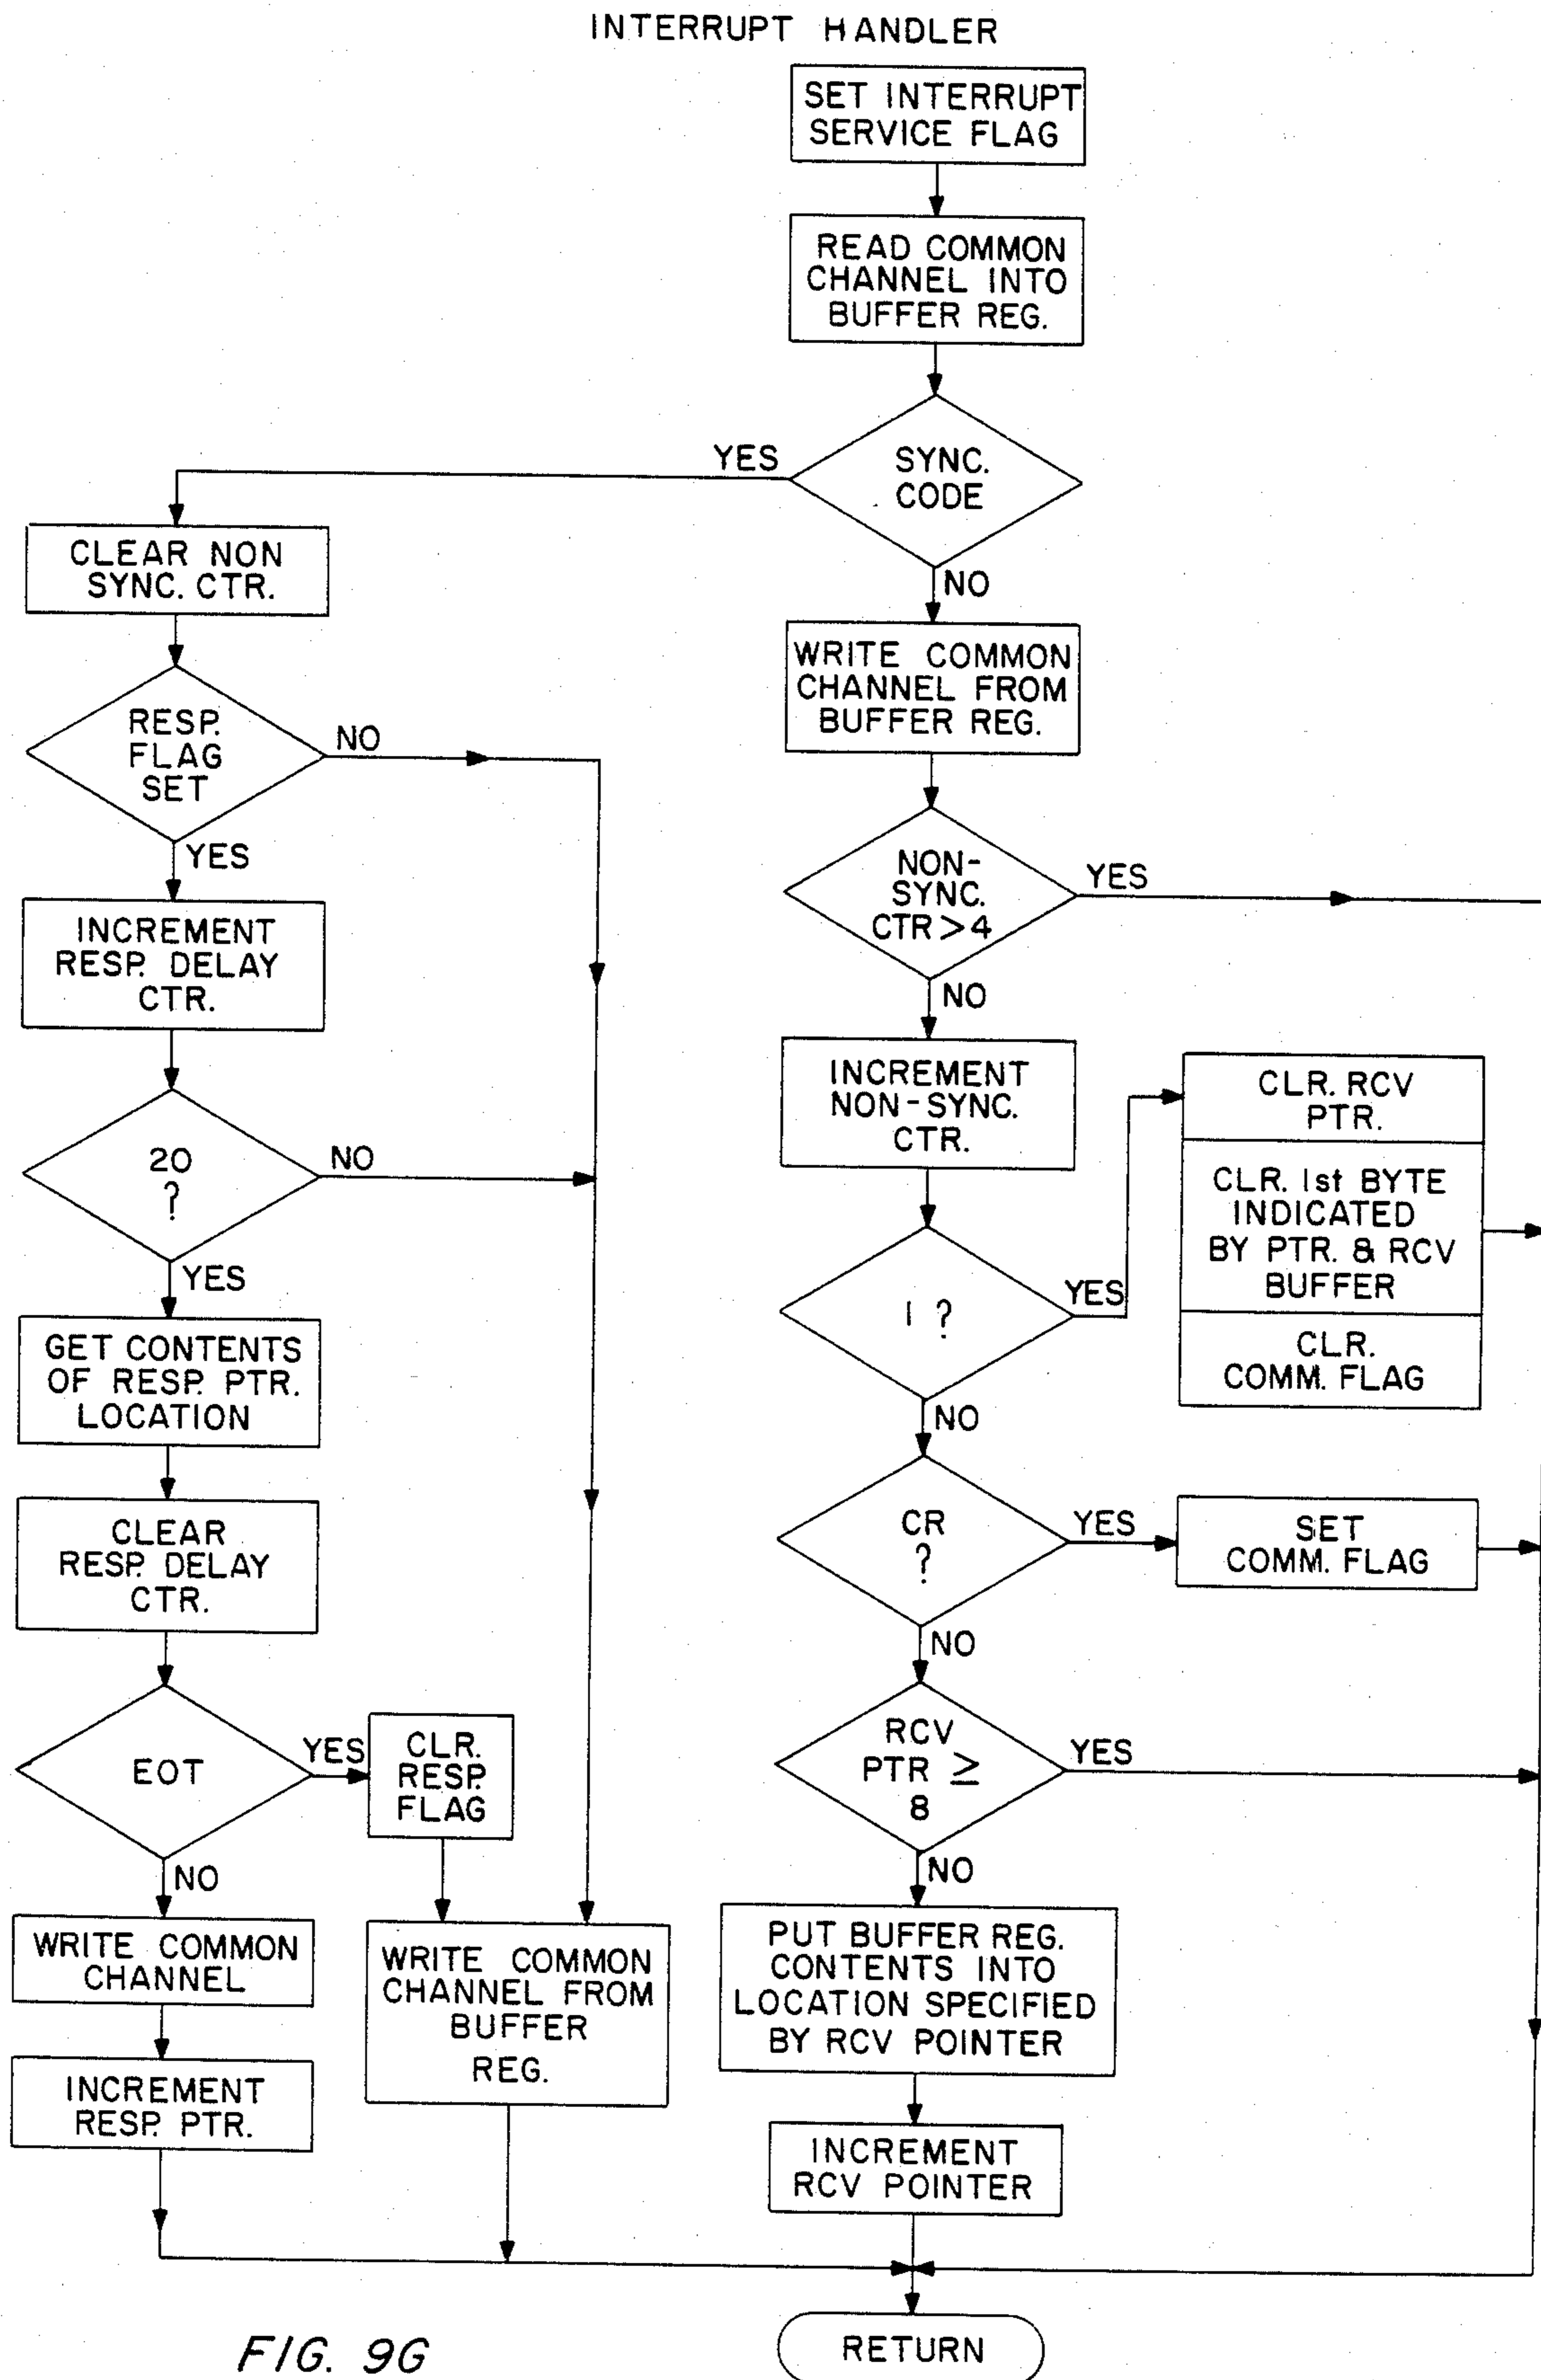 INTERRUPT HANDLER
SET INTERRUPT
SERVICE FLAG
READ COMMON
CHANNEL INTO
BUFFER REG.
SYNC.
CODE
YES
NO
CLEAR NON
SYNC. CTR.
RESP.
FLAG
SET
NO
YES
INCREMENT
RESP. DELAY
CTR.
20
?
NO
YES
GET CONTENTS
OF RESP. PTR.
LOCATION
CLEAR
RESP. DELAY
CTR.
EOT
YES
NO
CLR.
RESP.
FLAG
WRITE COMMON
CHANNEL
INCREMENT
RESP. PTR.
WRITE COMMON
CHANNEL FROM
BUFFER
REG.
WRITE COMMON
CHANNEL FROM
BUFFER REG.
NON-
SYNC.
CTR > 4
YES
NO
INCREMENT
NON-SYNC.
CTR.
I ?
YES
NO
CLR. RCV
PTR.
CLR. 1st BYTE
INDICATED
BY PTR. & RCV
BUFFER
CLR.
COMM. FLAG
CR
?
YES
NO
SET
COMM. FLAG
RCV
PTR ≥
8
YES
NO
PUT BUFFER REG.
CONTENTS INTO
LOCATION SPECIFIED
BY RCV POINTER
INCREMENT
RCV POINTER
RETURN
FIG. 9G